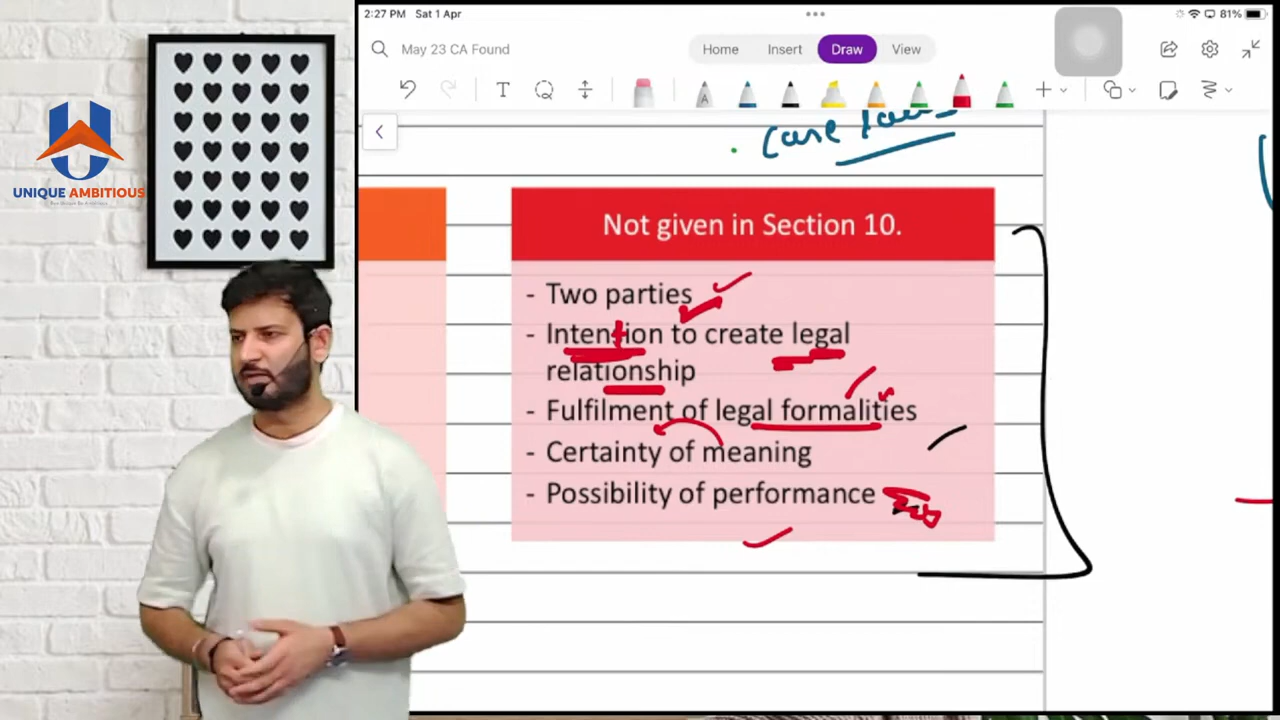 2:27 PM Sat 1 Apr
81%
May 23 CA Found
Home Insert Draw View
UNIQUE AMBITIOUS
case laws
Not given in Section 10.
- Two parties
- Intention to create legal
relationship
- Fulfilment of legal formalities
- Certainty of meaning
- Possibility of performance